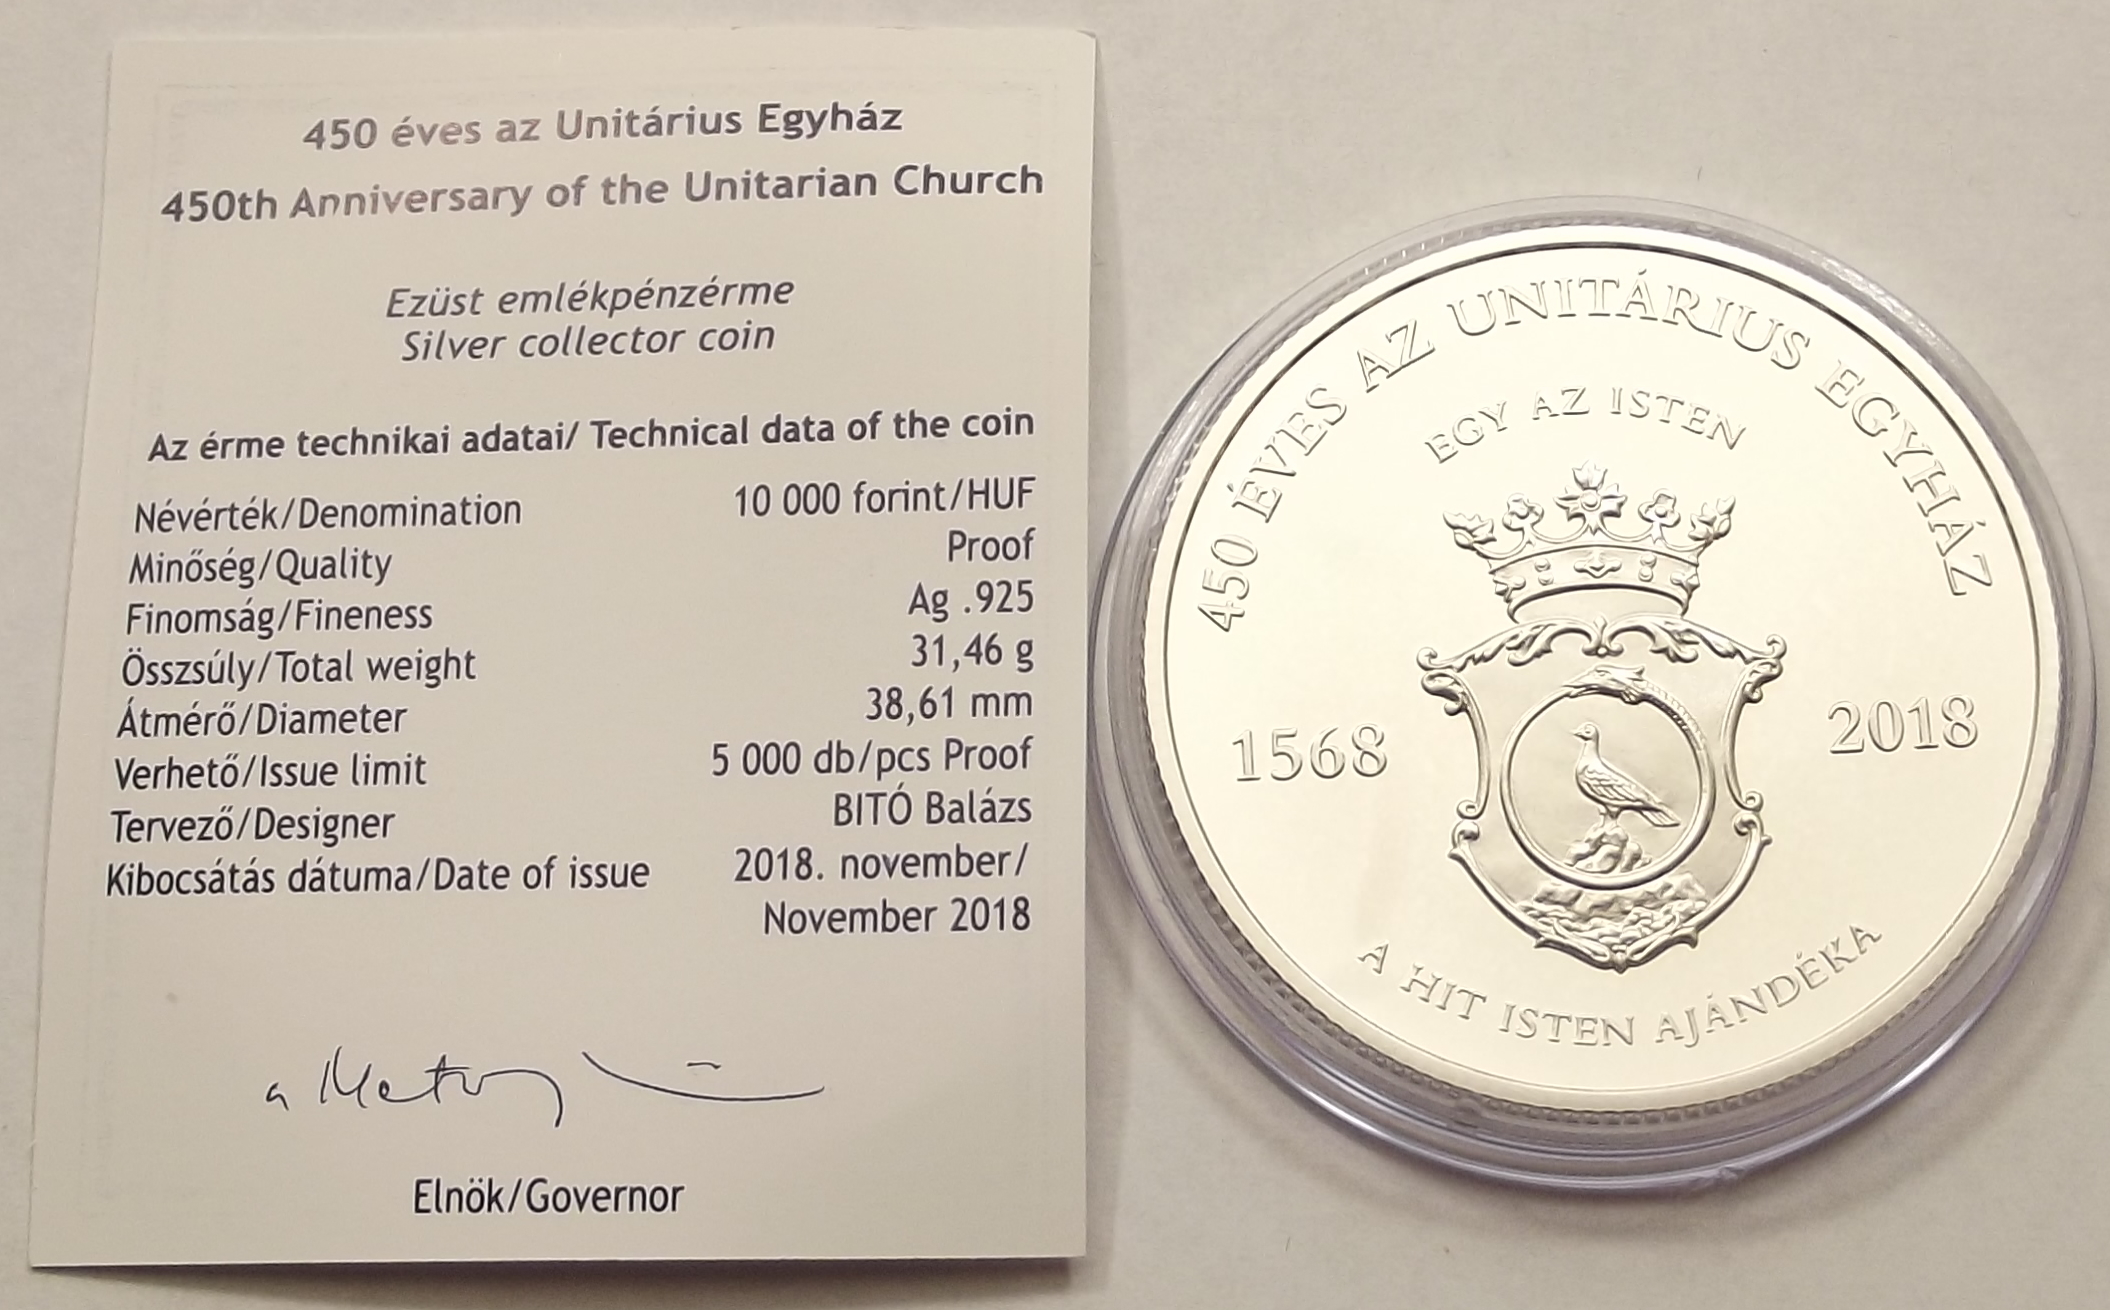 450 éves az Unitárius Egyház
450th Anniversary of the Unitarian Church
Ezüst emlékpénzérme
Silver collector coin
Az érme technikai adatai/ Technical data of the coin
Névérték/Denomination 10 000 forint/HUF
Minőség/Quality Proof
Finomság/Fineness Ag .925
Összsúly/Total weight 31,46 g
Átmérő/Diameter 38,61 mm
Verhető/Issue limit 5 000 db/pcs Proof
Tervező/Designer BITÓ Balázs
Kibocsátás dátuma/Date of issue 2018. november/
November 2018
Elnök/Governor
450 ÉVES AZ UNITÁRIUS EGYHÁZ
EGY AZ ISTEN
1568 2018
A HIT ISTEN AJÁNDÉKA